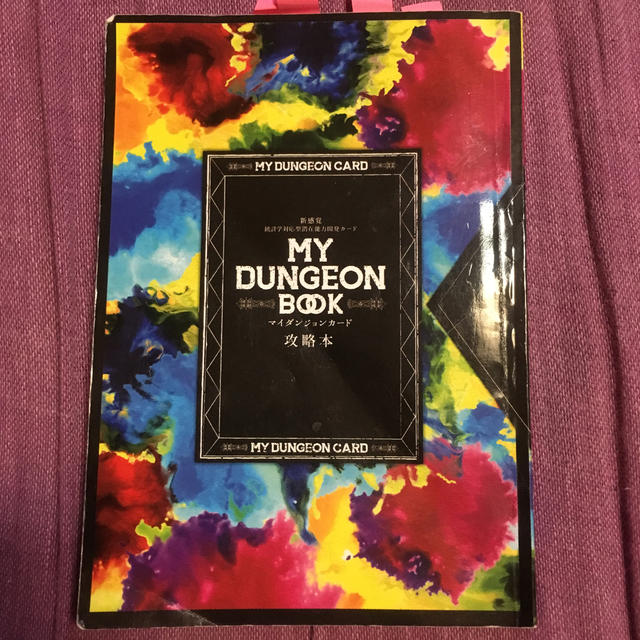 MY DUNGEON CARD
新感覚
統計学対応型潜在能力開発カード
MY
DUNGEON
BOOK
マイダンジョンカード
攻略本
MY DUNGEON CARD